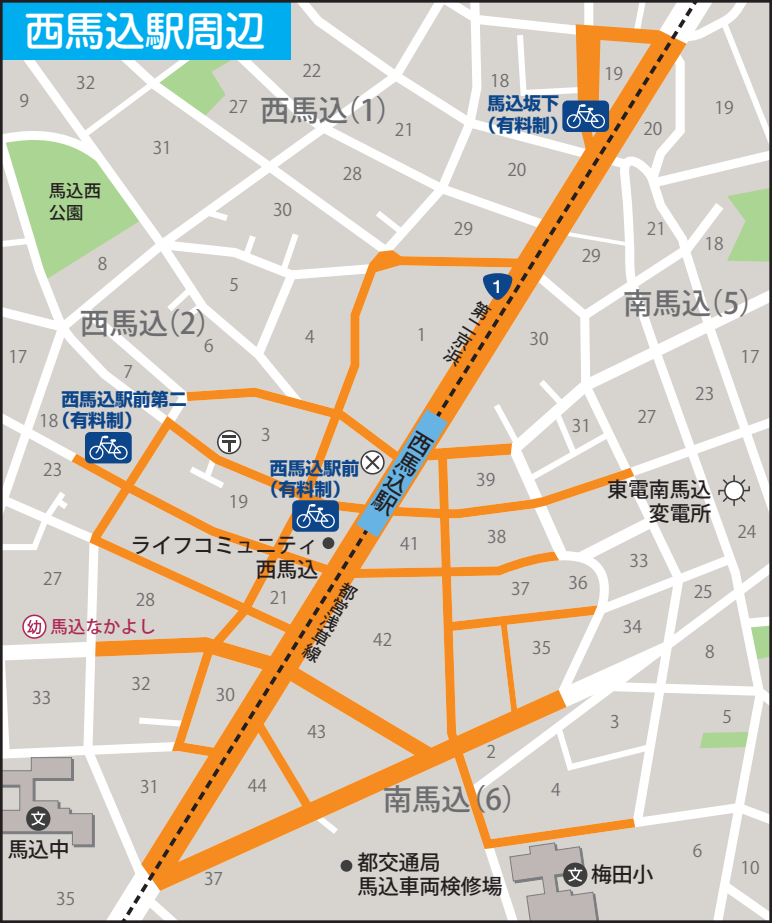 西馬込駅周辺
32
22
9
27
西馬込(1)
21
18
19
馬込坂下
(有料制)
20
19
31
28
20
馬込西
公園
30
29
21
18
8
29
5
1
南馬込(5)
西馬込(2)
6
4
1
第二京浜
30
17
7
17
23
西馬込駅前第二
(有料制)
18
3
31
27
西馬込駅
23
西馬込駅前
(有料制)
39
東電南馬込
変電所
19
ライフコミュニティ
西馬込
41
38
24
27
28
21
都営浅草線
37
36
33
25
幼
馬込なかよし
42
35
34
8
33
32
30
43
2
3
5
31
44
南馬込(6)
4
文
馬込中
都交通局
馬込車両検修場
37
文
梅田小
6
10
35